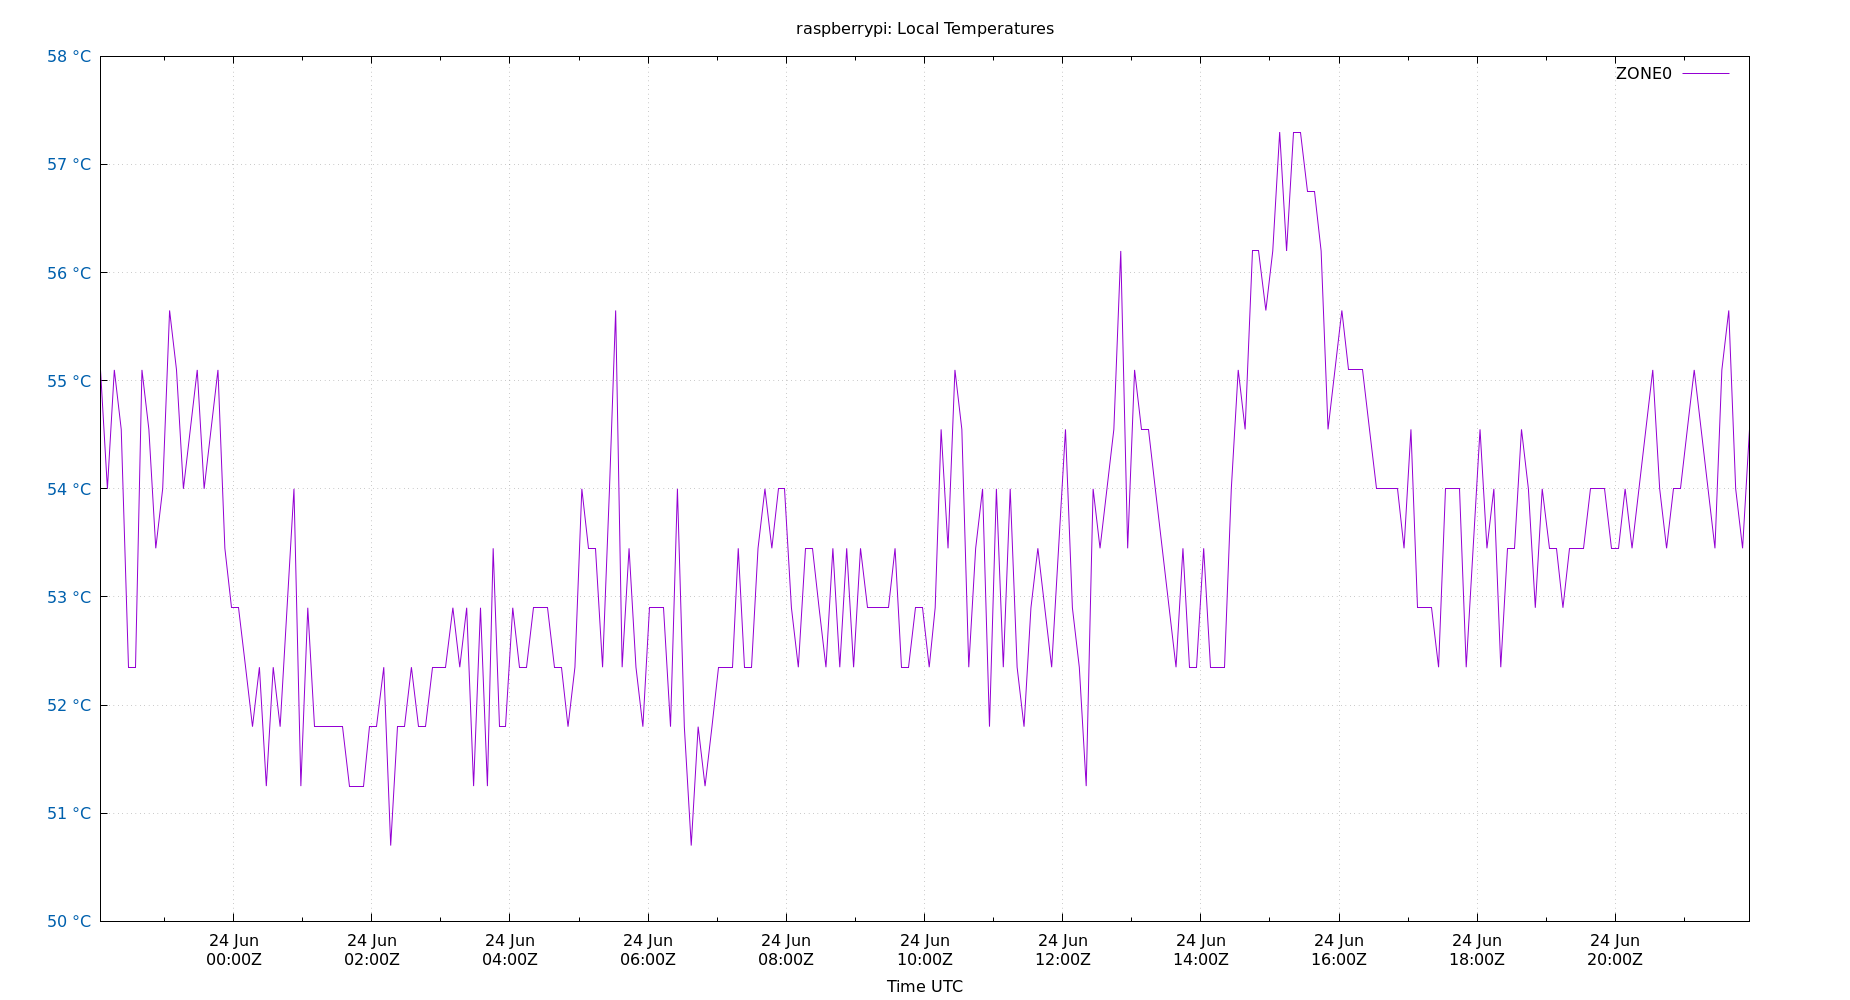 raspberrypi: Local Temperatures
58 °C
ZONE0
57 °C
56 °C
55 °C
54 °C
53 °C
52 °C
51 °C
50 °C
24 Jun 24 Jun 24 Jun 24 Jun 24 Jun 24 Jun 24 Jun 24 Jun 24 Jun 24 Jun 24 Jun
00:00Z 02:00Z 04:00Z 06:00Z 08:00Z 10:00Z 12:00Z 14:00Z 16:00Z 18:00Z 20:00Z
Time UTC